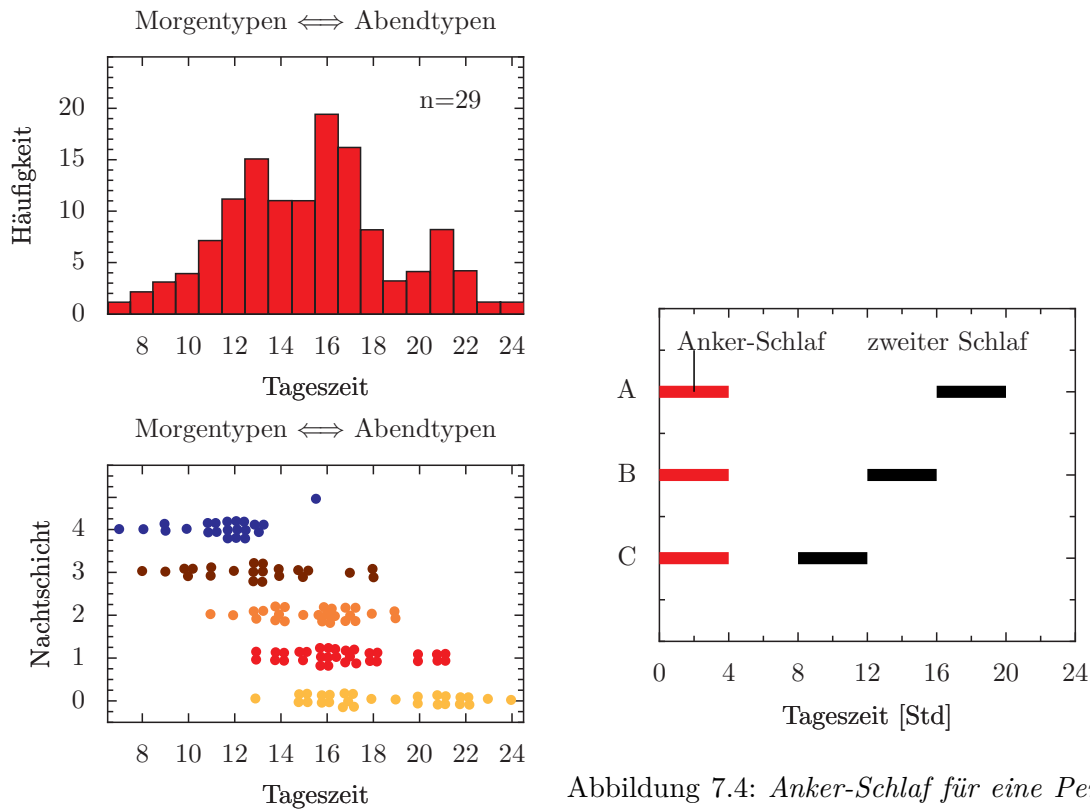 Morgentypen ⟺ Abendtypen
n=29
Häufigkeit
20
15
10
5
0
8 10 12 14 16 18 20 22 24
Tageszeit
Morgentypen ⟺ Abendtypen
Nachtschicht
4
3
2
1
0
8 10 12 14 16 18 20 22 24
Tageszeit
Anker-Schlaf zweiter Schlaf
A
B
C
0 4 8 12 16 20 24
Tageszeit [Std]
Abbildung 7.4: Anker-Schlaf für eine Pe